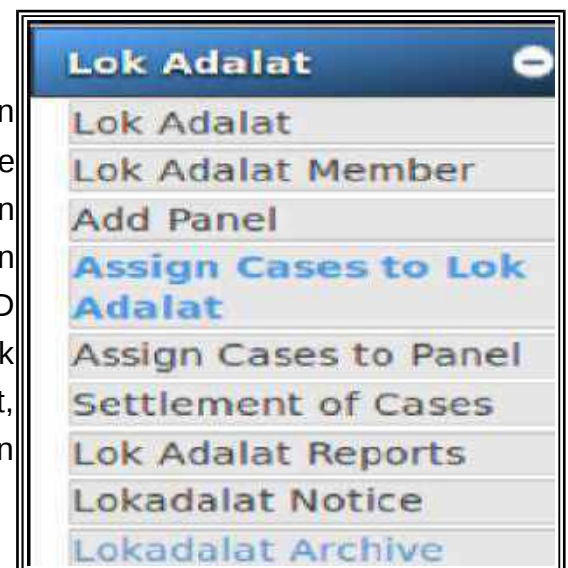 Lok Adalat
Lok Adalat
Lok Adalat Member
Add Panel
Assign Cases to Lok
Adalat
Assign Cases to Panel
Settlement of Cases
Lok Adalat Reports
Lokadalat Notice
Lokadalat Archive